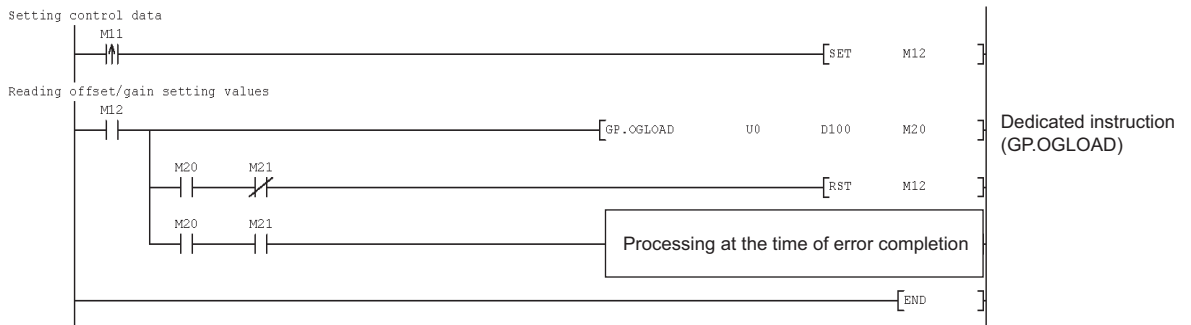 Setting control data
M11
SET M12
Reading offset/gain setting values
M12
GP.OGLOAD U0 D100 M20
Dedicated instruction
(GP.OGLOAD)
M20 M21
RST M12
M20 M21
Processing at the time of error completion
END